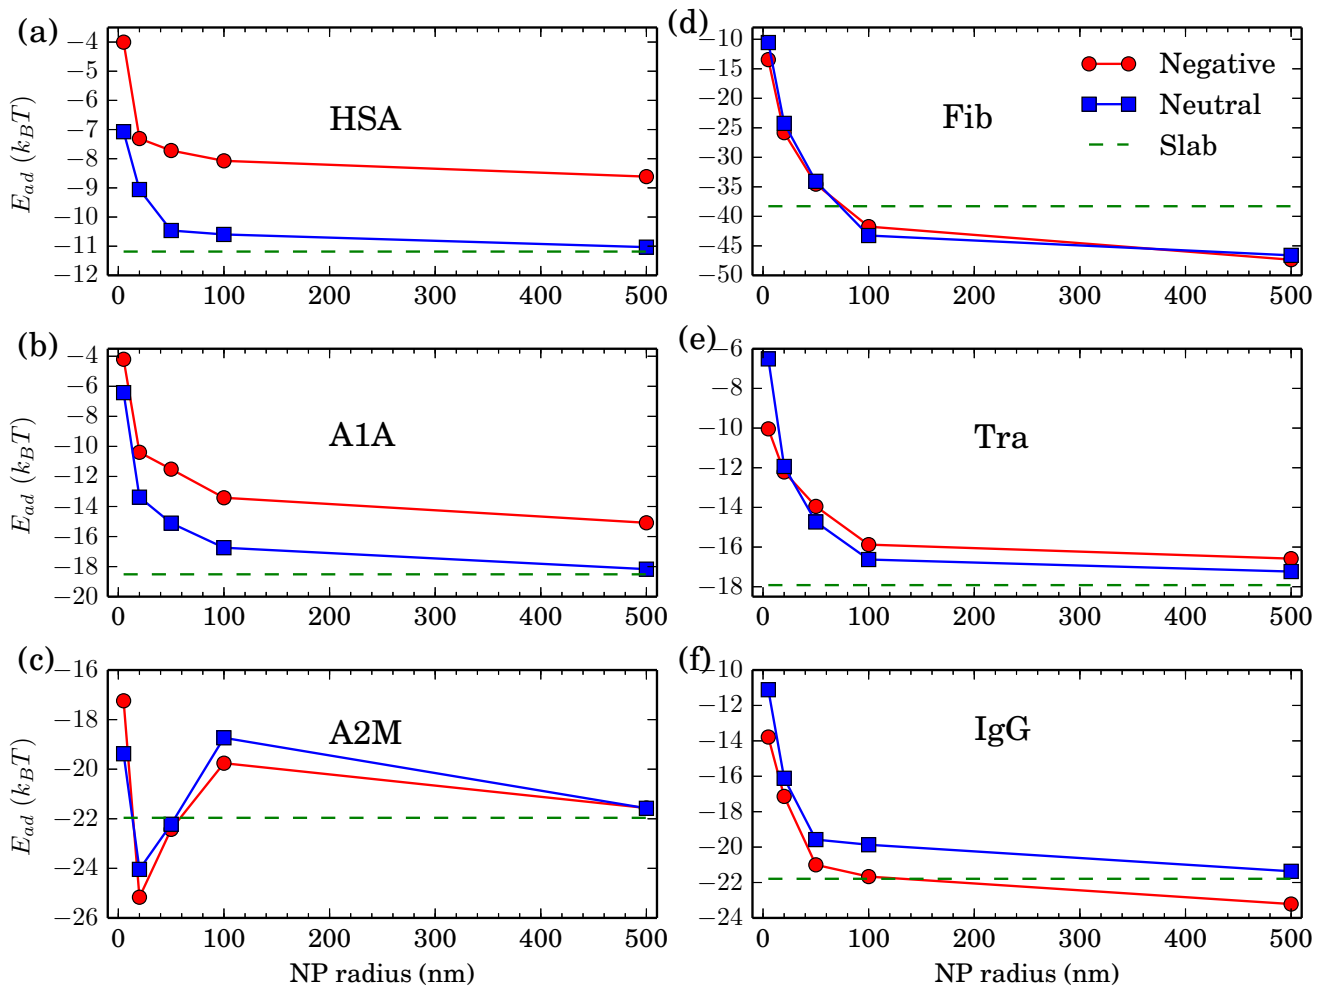 (a)
HSA
E_ad (k_BT)
−4
−5
−6
−7
−8
−9
−10
−11
−12
0 100 200 300 400 500
(d)
Fib
Negative
Neutral
Slab
−10
−15
−20
−25
−30
−35
−40
−45
−50
0 100 200 300 400 500
(b)
A1A
E_ad (k_BT)
−4
−6
−8
−10
−12
−14
−16
−18
−20
0 100 200 300 400 500
(e)
Tra
−6
−8
−10
−12
−14
−16
−18
0 100 200 300 400 500
(c)
A2M
E_ad (k_BT)
−16
−18
−20
−22
−24
−26
0 100 200 300 400 500
NP radius (nm)
(f)
IgG
−10
−12
−14
−16
−18
−20
−22
−24
0 100 200 300 400 500
NP radius (nm)